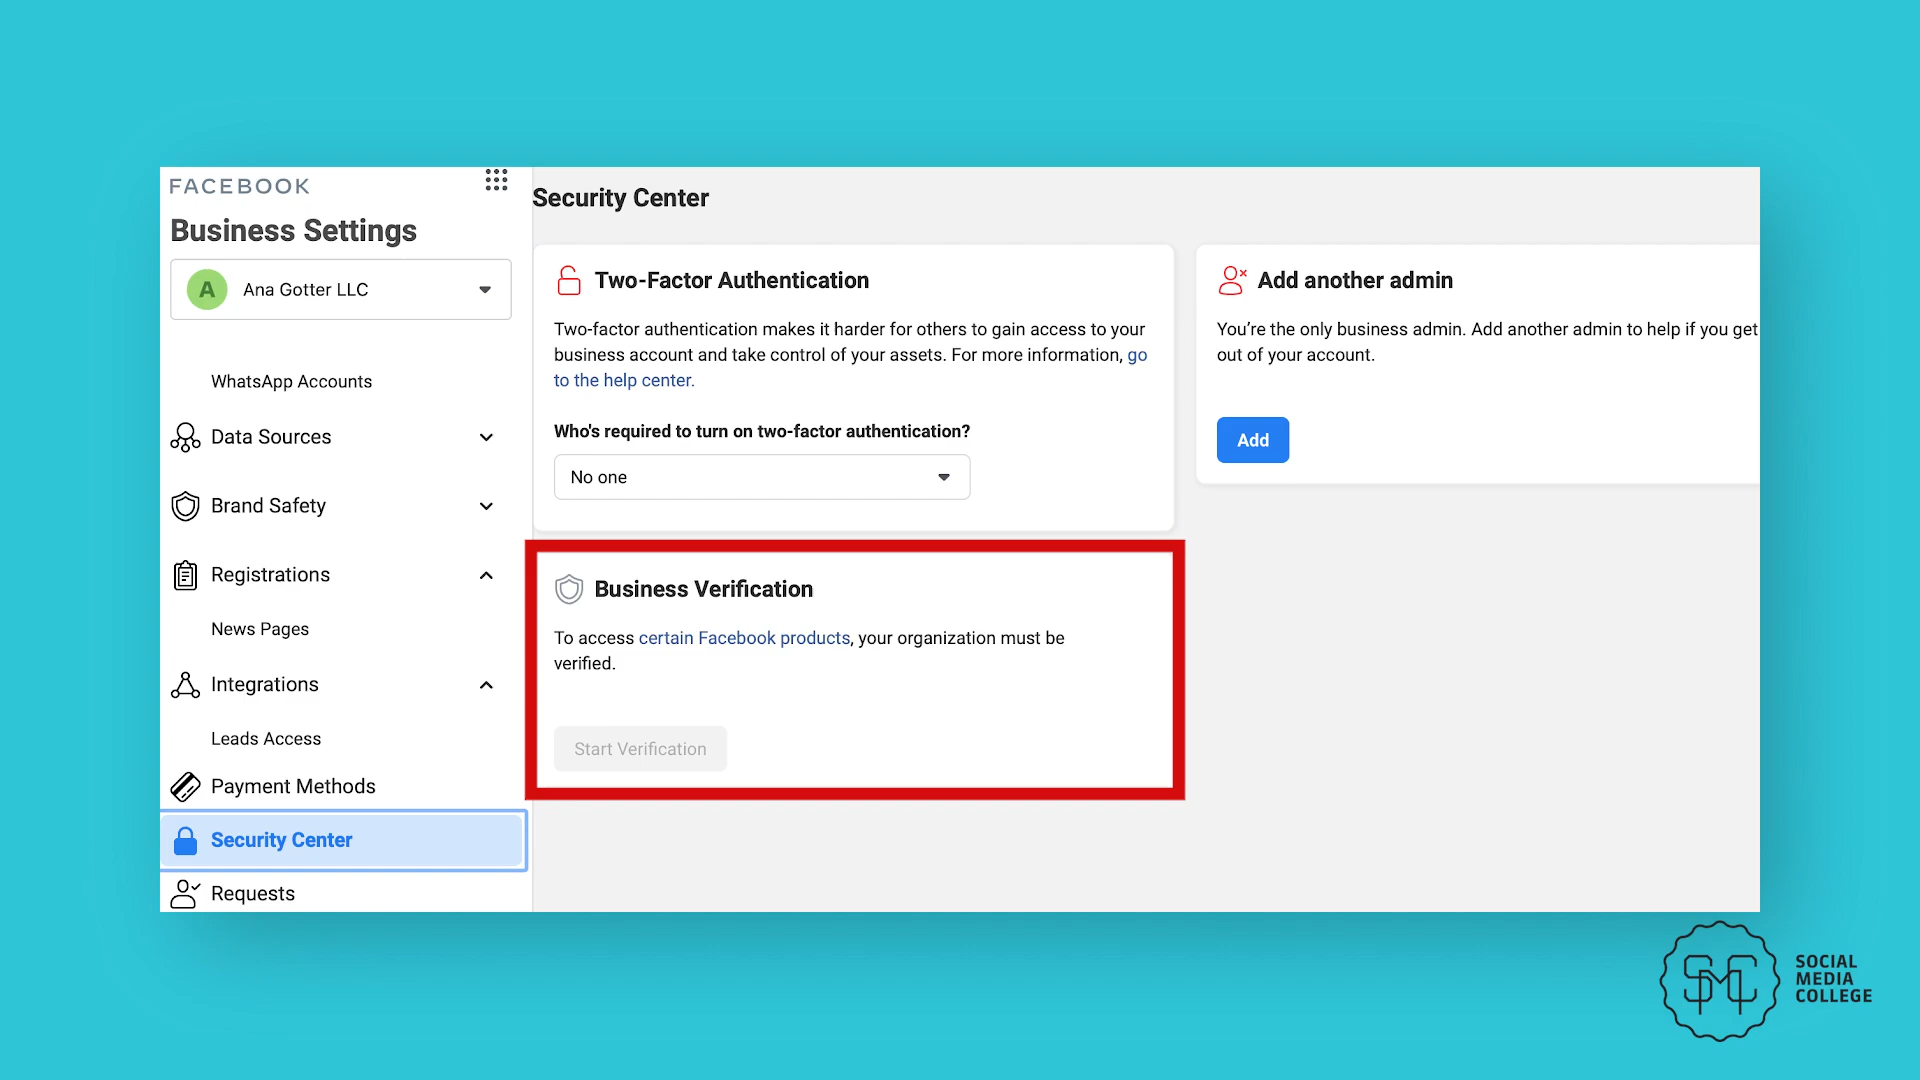 FACEBOOK
Business Settings
A
Ana Gotter LLC
WhatsApp Accounts
Data Sources
Brand Safety
Registrations
News Pages
Integrations
Leads Access
Payment Methods
Security Center
Requests
Security Center
Two-Factor Authentication
Two-factor authentication makes it harder for others to gain access to your
business account and take control of your assets. For more information, go
to the help center.
Who's required to turn on two-factor authentication?
No one
Add another admin
You're the only business admin. Add another admin to help if you get
out of your account.
Add
Business Verification
To access certain Facebook products, your organization must be
verified.
Start Verification
SMC
SOCIAL
MEDIA
COLLEGE